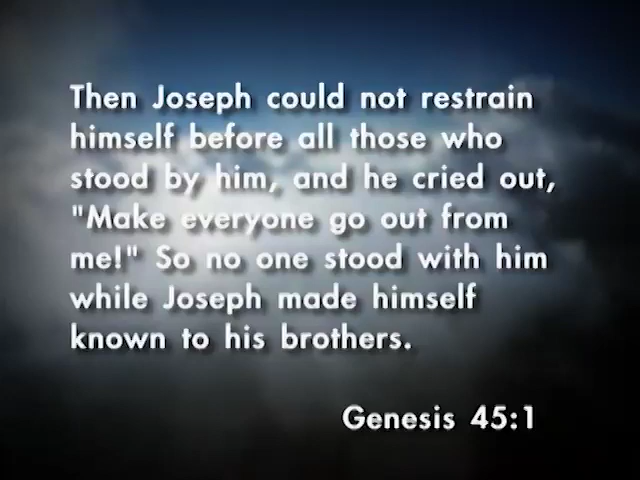 Then Joseph could not restrain
himself before all those who
stood by him, and he cried out,
"Make everyone go out from
me!" So no one stood with him
while Joseph made himself
known to his brothers.
Genesis 45:1